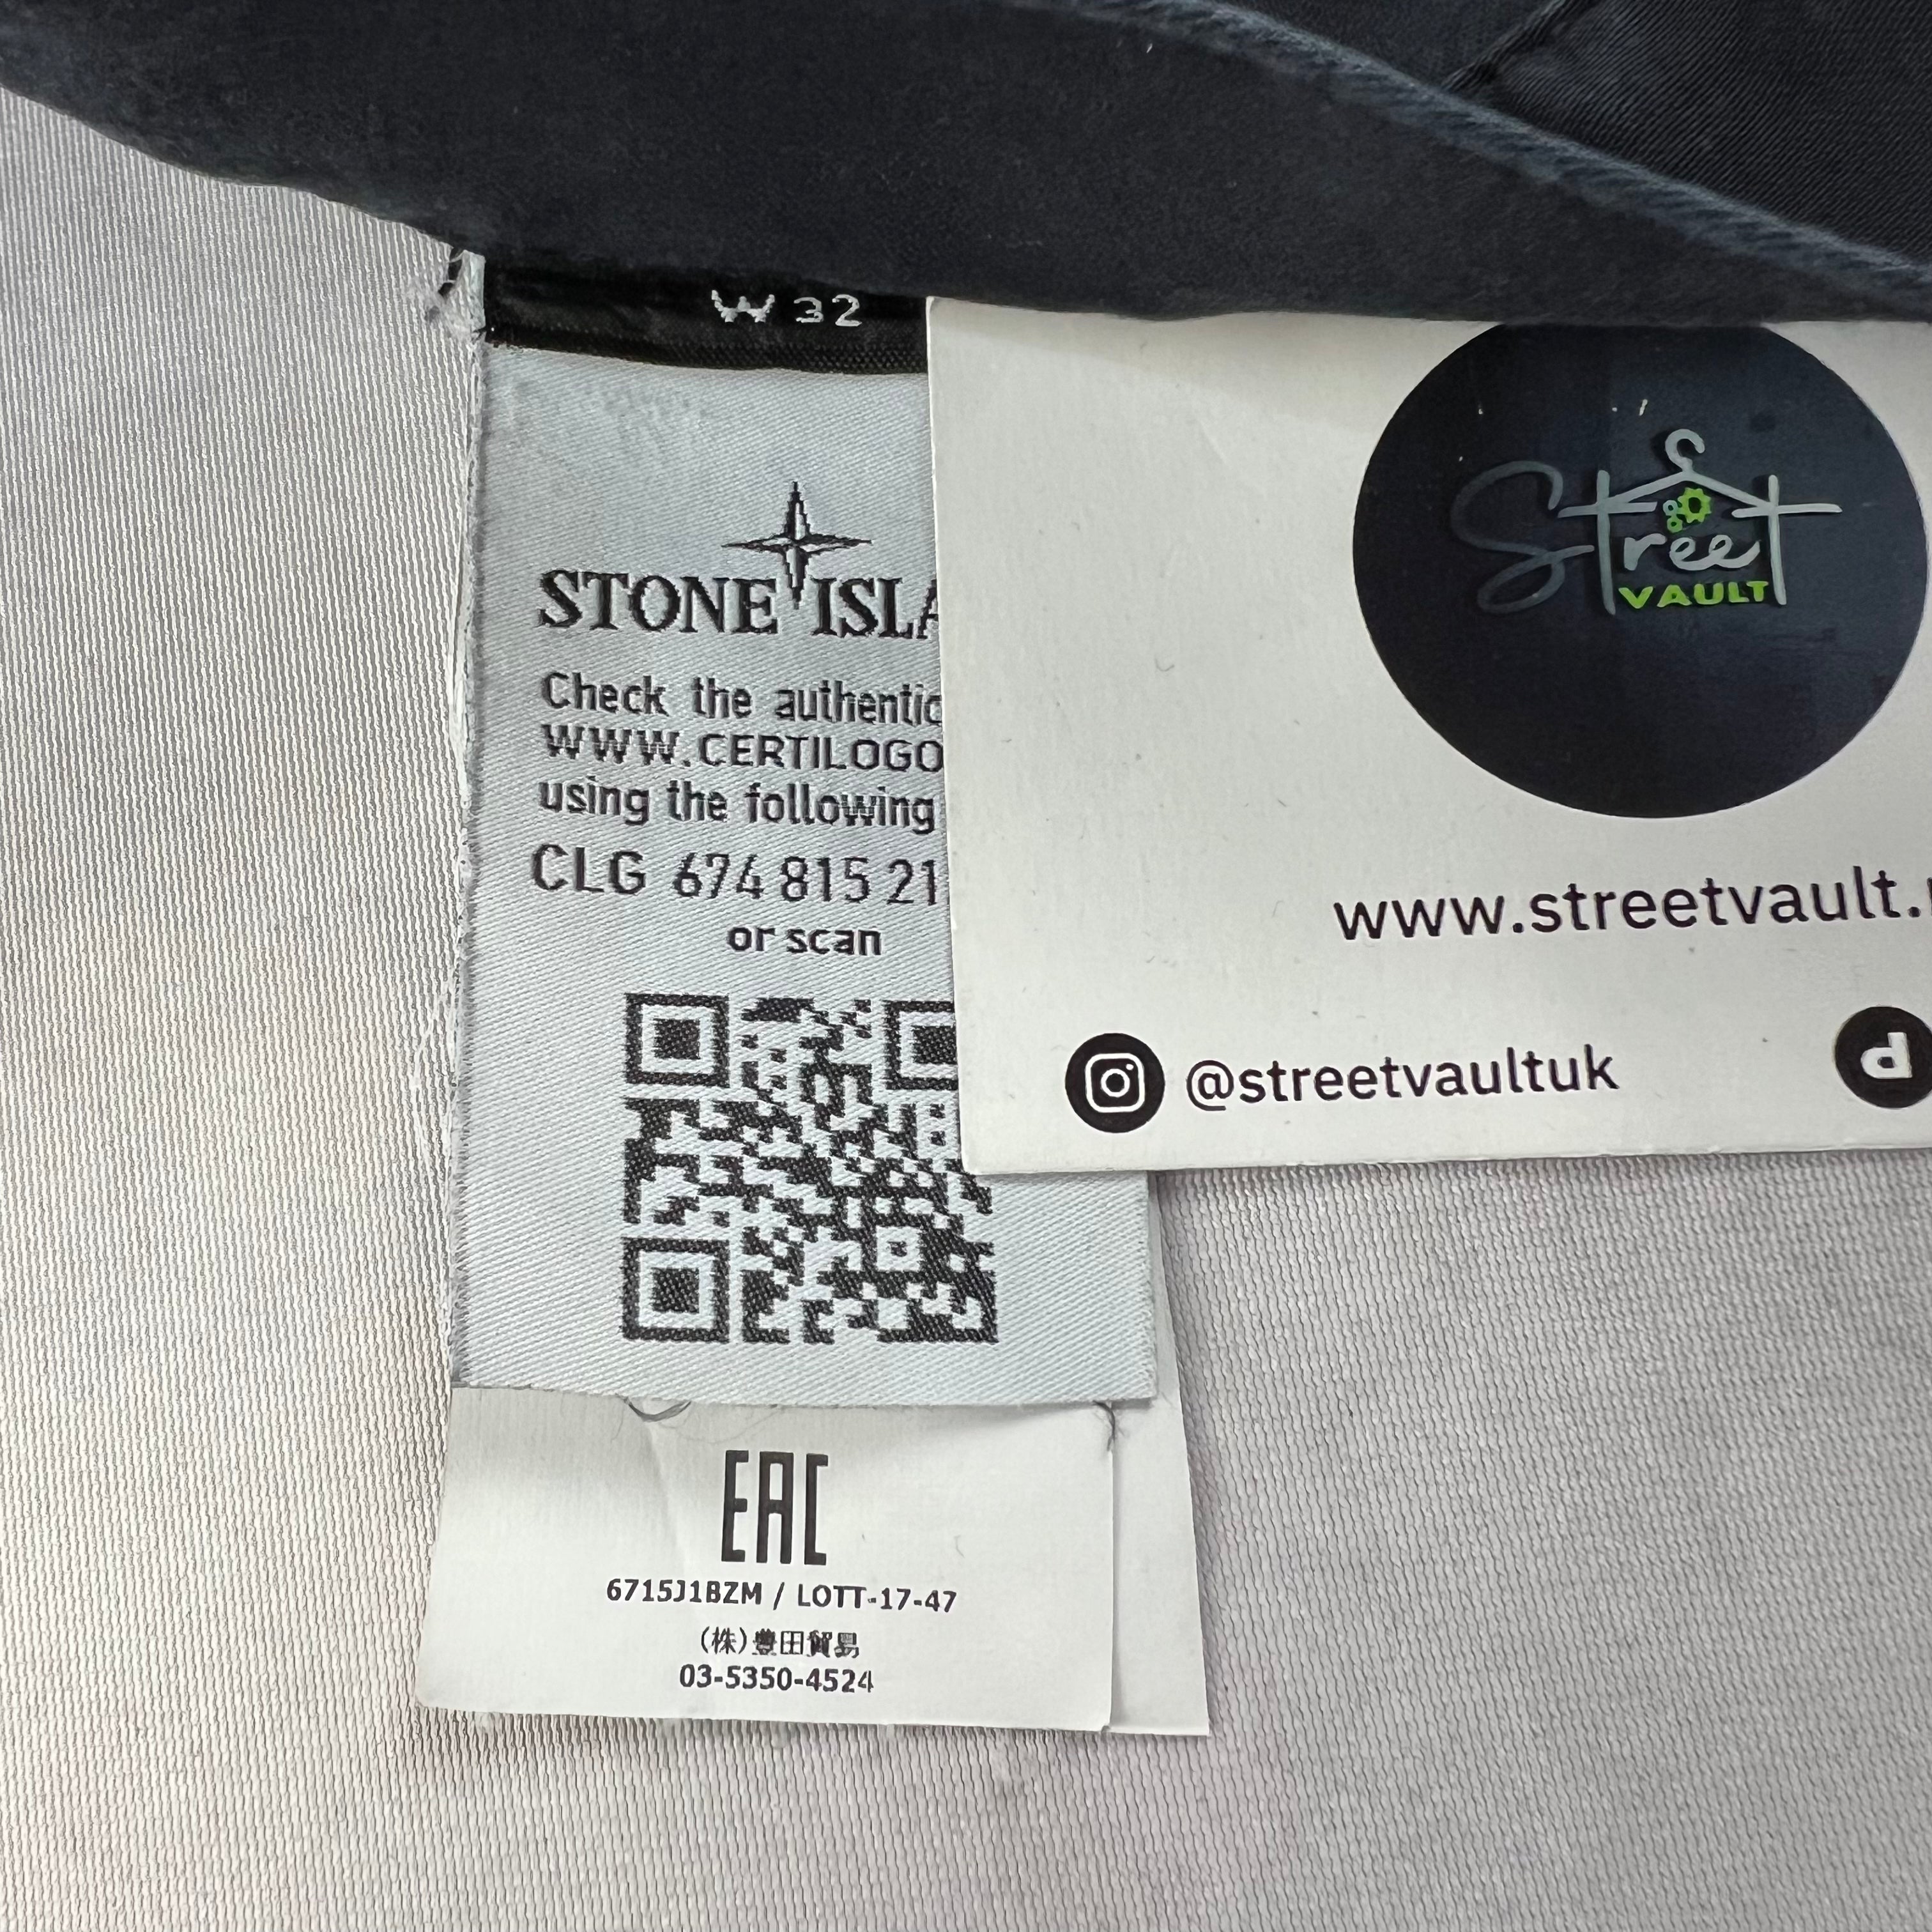 W 32
STONE ISLA
Check the authentic
WWW.CERTILOGO
using the following
CLG 674 815 21
or scan
Street
VAULT
www.streetvault.
@streetvaultuk
EAC
6715J1BZM / LOTT-17-47
(株)豊田貿易
03-5350-4524